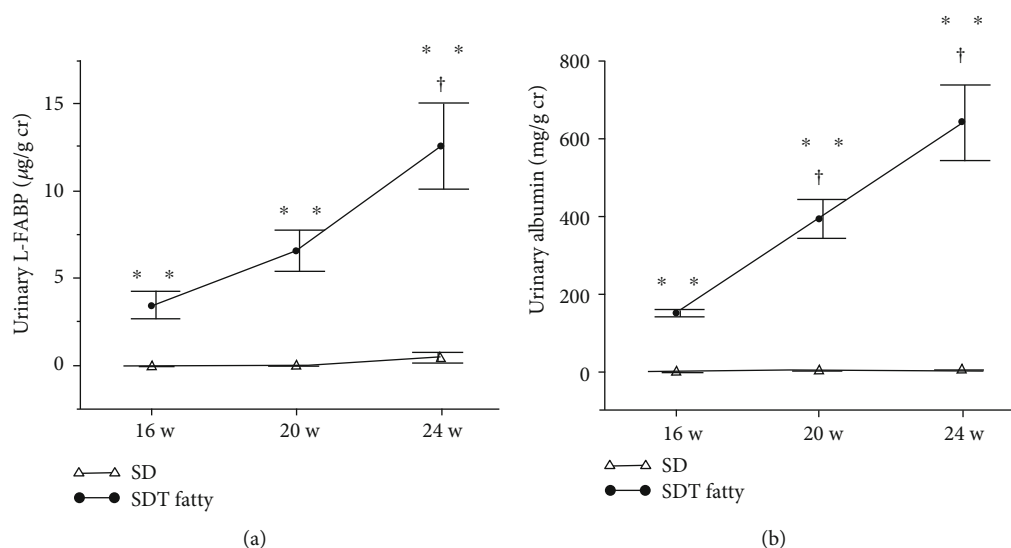 Urinary L-FABP (μg/g cr)
15
10
5
0
* *
* *
* *
†
16 w 20 w 24 w
SD
SDT fatty
(a)
Urinary albumin (mg/g cr)
800
600
400
200
0
* *
* *
†
* *
†
16 w 20 w 24 w
SD
SDT fatty
(b)